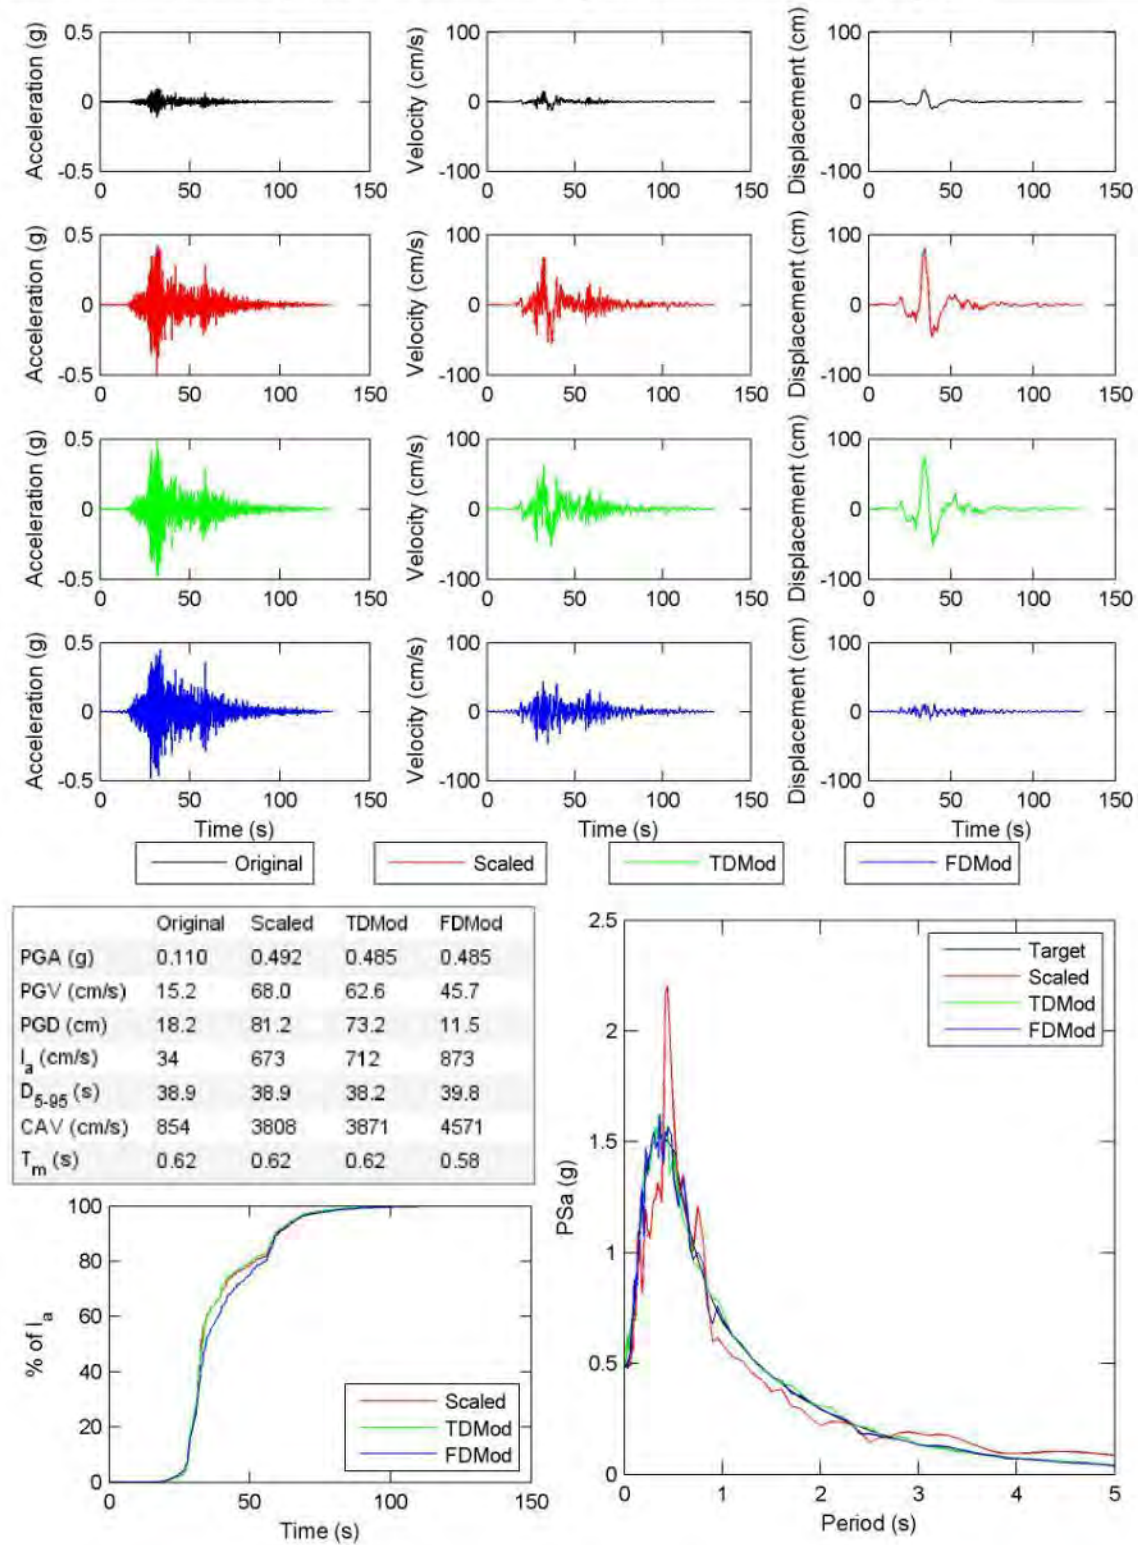 Acceleration (g)
0.5
0
-0.5
0 50 100 150
Velocity (cm/s)
100
0
-100
0 50 100 150
Displacement (cm)
100
0
-100
0 50 100 150
Acceleration (g)
0.5
0
-0.5
0 50 100 150
Velocity (cm/s)
100
0
-100
0 50 100 150
Displacement (cm)
100
0
-100
0 50 100 150
Acceleration (g)
0.5
0
-0.5
0 50 100 150
Velocity (cm/s)
100
0
-100
0 50 100 150
Displacement (cm)
100
0
-100
0 50 100 150
Acceleration (g)
0.5
0
-0.5
0 50 100 150
Time (s)
Velocity (cm/s)
100
0
-100
0 50 100 150
Time (s)
Displacement (cm)
100
0
-100
0 50 100 150
Time (s)
Original Scaled TDMod FDMod
Original Scaled TDMod FDMod
PGA (g) 0.110 0.492 0.485 0.485
PGV (cm/s) 15.2 68.0 62.6 45.7
PGD (cm) 18.2 81.2 73.2 11.5
Ia (cm/s) 34 673 712 873
D5-95 (s) 38.9 38.9 38.2 39.8
CAV (cm/s) 854 3808 3871 4571
Tm (s) 0.62 0.62 0.62 0.58
% of Ia
100
80
60
40
20
0
0 50 100 150
Time (s)
Scaled
TDMod
FDMod
PSa (g)
2.5
2
1.5
1
0.5
0
0 1 2 3 4 5
Period (s)
Target
Scaled
TDMod
FDMod